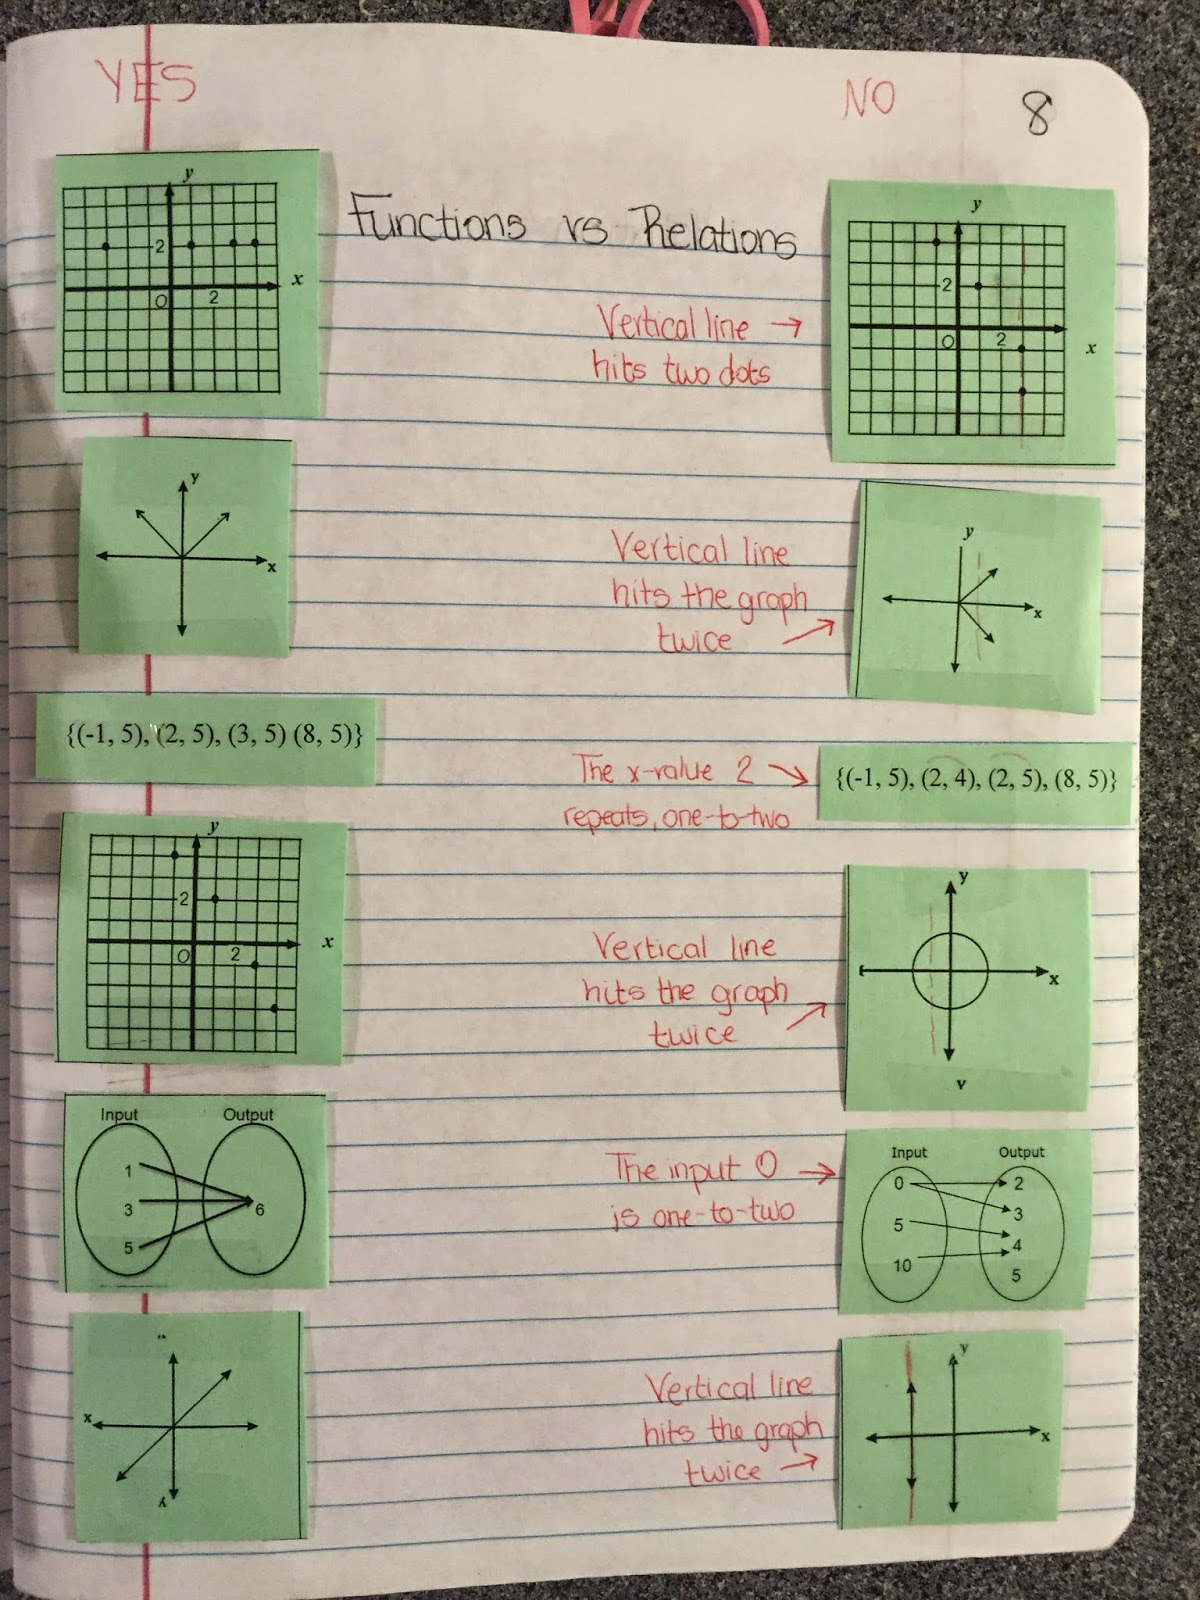 YES
NO
8
Functions vs Relations
y
2
O
2
x
y
2
O
2
x
Vertical line →
hits two dots
y
x
Vertical line
hits the graph
twice →
y
x
{(-1, 5), (2, 5), (3, 5) (8, 5)}
The x-value 2 →
repeats, one-to-two
{(-1, 5), (2, 4), (2, 5), (8, 5)}
y
2
O
2
x
Vertical line
hits the graph
twice →
y
x
v
Input Output
1
3 6
5
The input 0 →
is one-to-two
Input Output
0 2
3
5
4
10
5
x
y
Vertical line
hits the graph
twice →
y
x